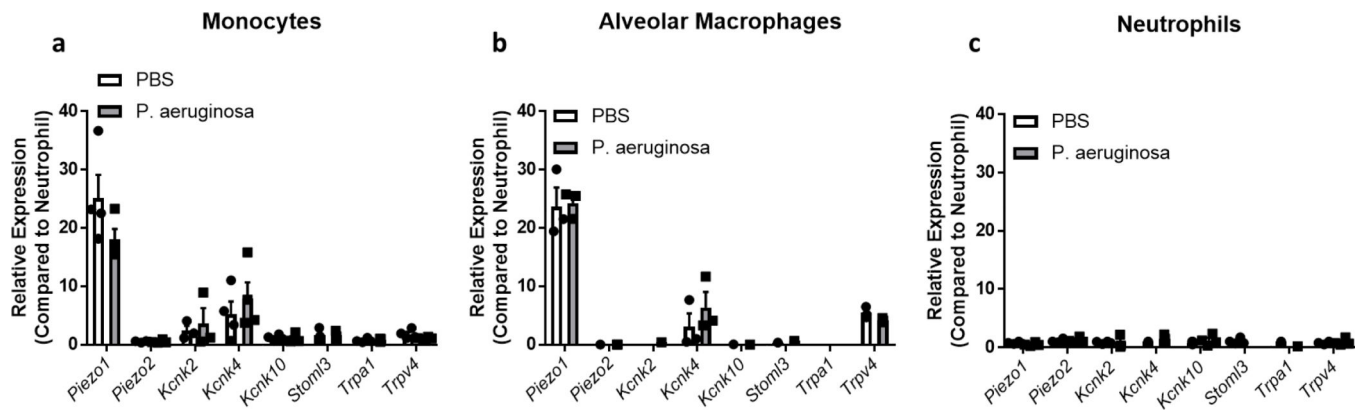 Monocytes
a
PBS
P. aeruginosa
Relative Expression
(Compared to Neutrophil)
40
30
20
10
0
Piezo1
Piezo2
Kcnk2
Kcnk4
Kcnk10
Stoml3
Trpa1
Trpv4
Alveolar Macrophages
b
PBS
P. aeruginosa
Relative Expression
(Compared to Neutrophil)
40
30
20
10
0
Piezo1
Piezo2
Kcnk2
Kcnk4
Kcnk10
Stoml3
Trpa1
Trpv4
Neutrophils
c
PBS
P. aeruginosa
Relative Expression
(Compared to Neutrophil)
40
30
20
10
0
Piezo1
Piezo2
Kcnk2
Kcnk4
Kcnk10
Stoml3
Trpa1
Trpv4